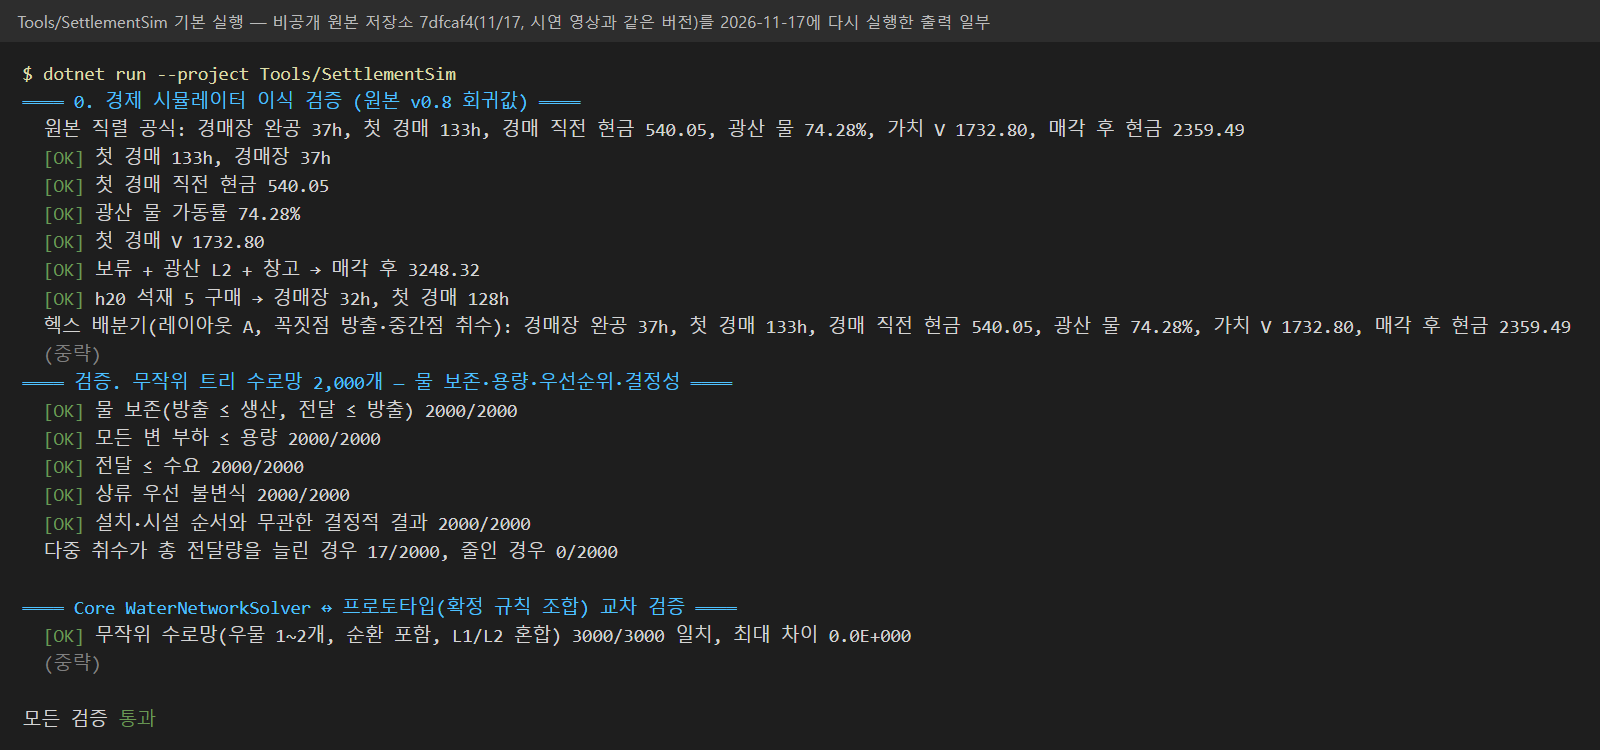 Tools/SettlementSim 기본 실행 — 비공개 원본 저장소 7dfcaf4(11/17, 시연 영상과 같은 버전)를 2026-11-17에 다시 실행한 출력 일부
$ dotnet run --project Tools/SettlementSim
════ 0. 경제 시뮬레이터 이식 검증 (원본 v0.8 회귀값) ════
원본 직렬 공식: 경매장 완공 37h, 첫 경매 133h, 경매 직전 현금 540.05, 광산 물 74.28%, 가치 V 1732.80, 매각 후 현금 2359.49
[OK] 첫 경매 133h, 경매장 37h
[OK] 첫 경매 직전 현금 540.05
[OK] 광산 물 가동률 74.28%
[OK] 첫 경매 V 1732.80
[OK] 보류 + 광산 L2 + 창고 → 매각 후 3248.32
[OK] h20 석재 5 구매 → 경매장 32h, 첫 경매 128h
헥스 배분기(레이아웃 A, 꼭짓점 방출·중간점 취수): 경매장 완공 37h, 첫 경매 133h, 경매 직전 현금 540.05, 광산 물 74.28%, 가치 V 1732.80, 매각 후 현금 2359.49
(중략)
════ 검증. 무작위 트리 수로망 2,000개 — 물 보존·용량·우선순위·결정성 ════
[OK] 물 보존(방출 ≤ 생산, 전달 ≤ 방출) 2000/2000
[OK] 모든 변 부하 ≤ 용량 2000/2000
[OK] 전달 ≤ 수요 2000/2000
[OK] 상류 우선 불변식 2000/2000
[OK] 설치·시설 순서와 무관한 결정적 결과 2000/2000
다중 취수가 총 전달량을 늘린 경우 17/2000, 줄인 경우 0/2000
════ Core WaterNetworkSolver ↔ 프로토타입(확정 규칙 조합) 교차 검증 ════
[OK] 무작위 수로망(우물 1~2개, 순환 포함, L1/L2 혼합) 3000/3000 일치, 최대 차이 0.0E+000
(중략)
모든 검증 통과